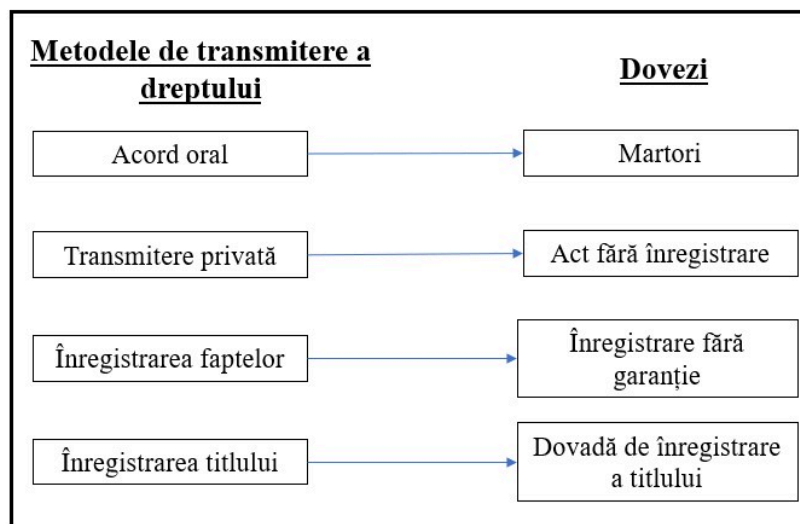 Metodele de transmitere a
dreptului
Dovezi
Acord oral
Martori
Transmitere privată
Act fără înregistrare
Înregistrarea faptelor
Înregistrare fără
garanție
Înregistrarea titlului
Dovadă de înregistrare
a titlului